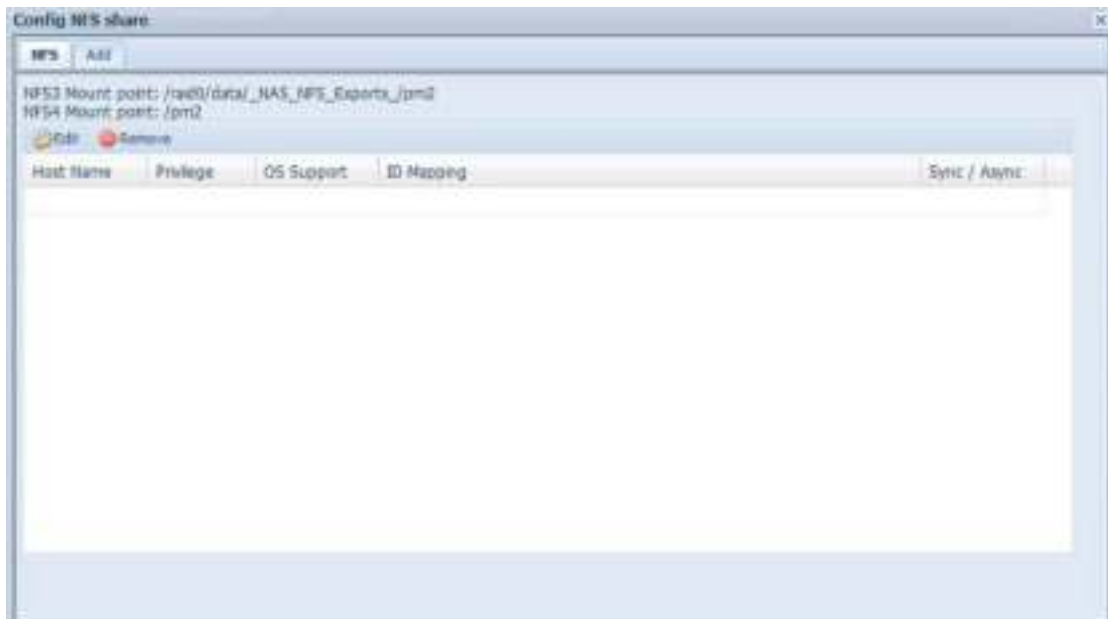 Config NFS share
NFS Add
NFS3 Mount point: /raid0/data/_NAS_NFS_Exports_/pm2
NFS4 Mount point: /pm2
Edit Remove
Host Name Privilege OS Support ID Mapping Sync / Async